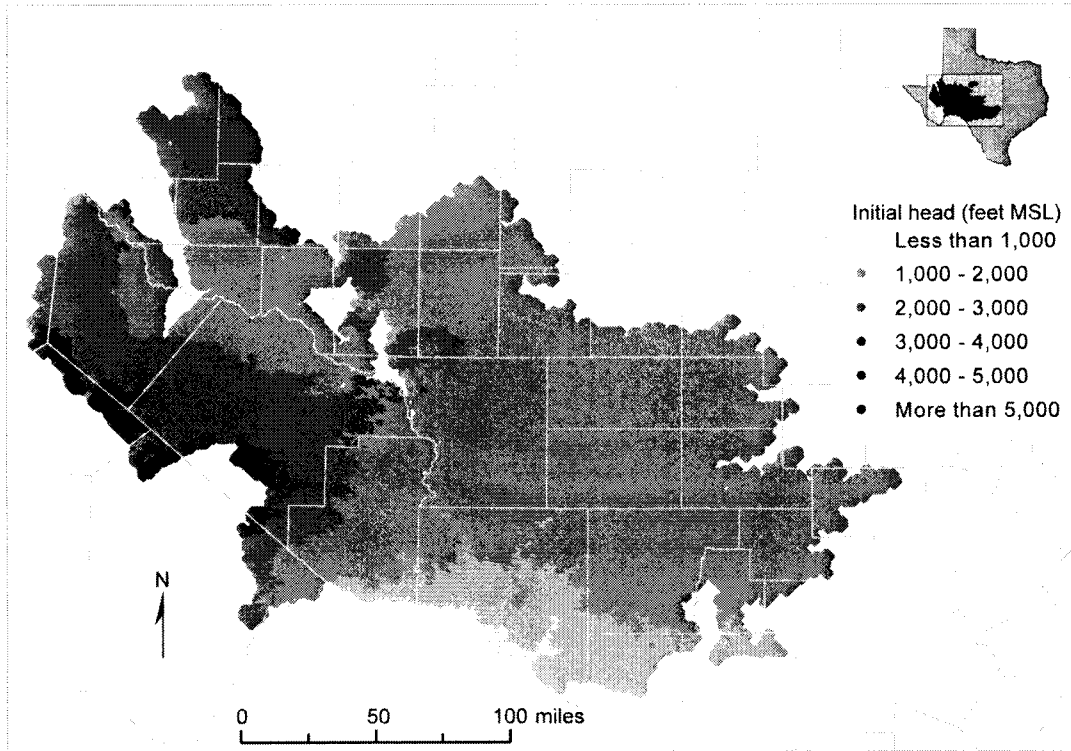 Initial head (feet MSL)
Less than 1,000
1,000 - 2,000
2,000 - 3,000
3,000 - 4,000
4,000 - 5,000
More than 5,000
N
0 50 100 miles